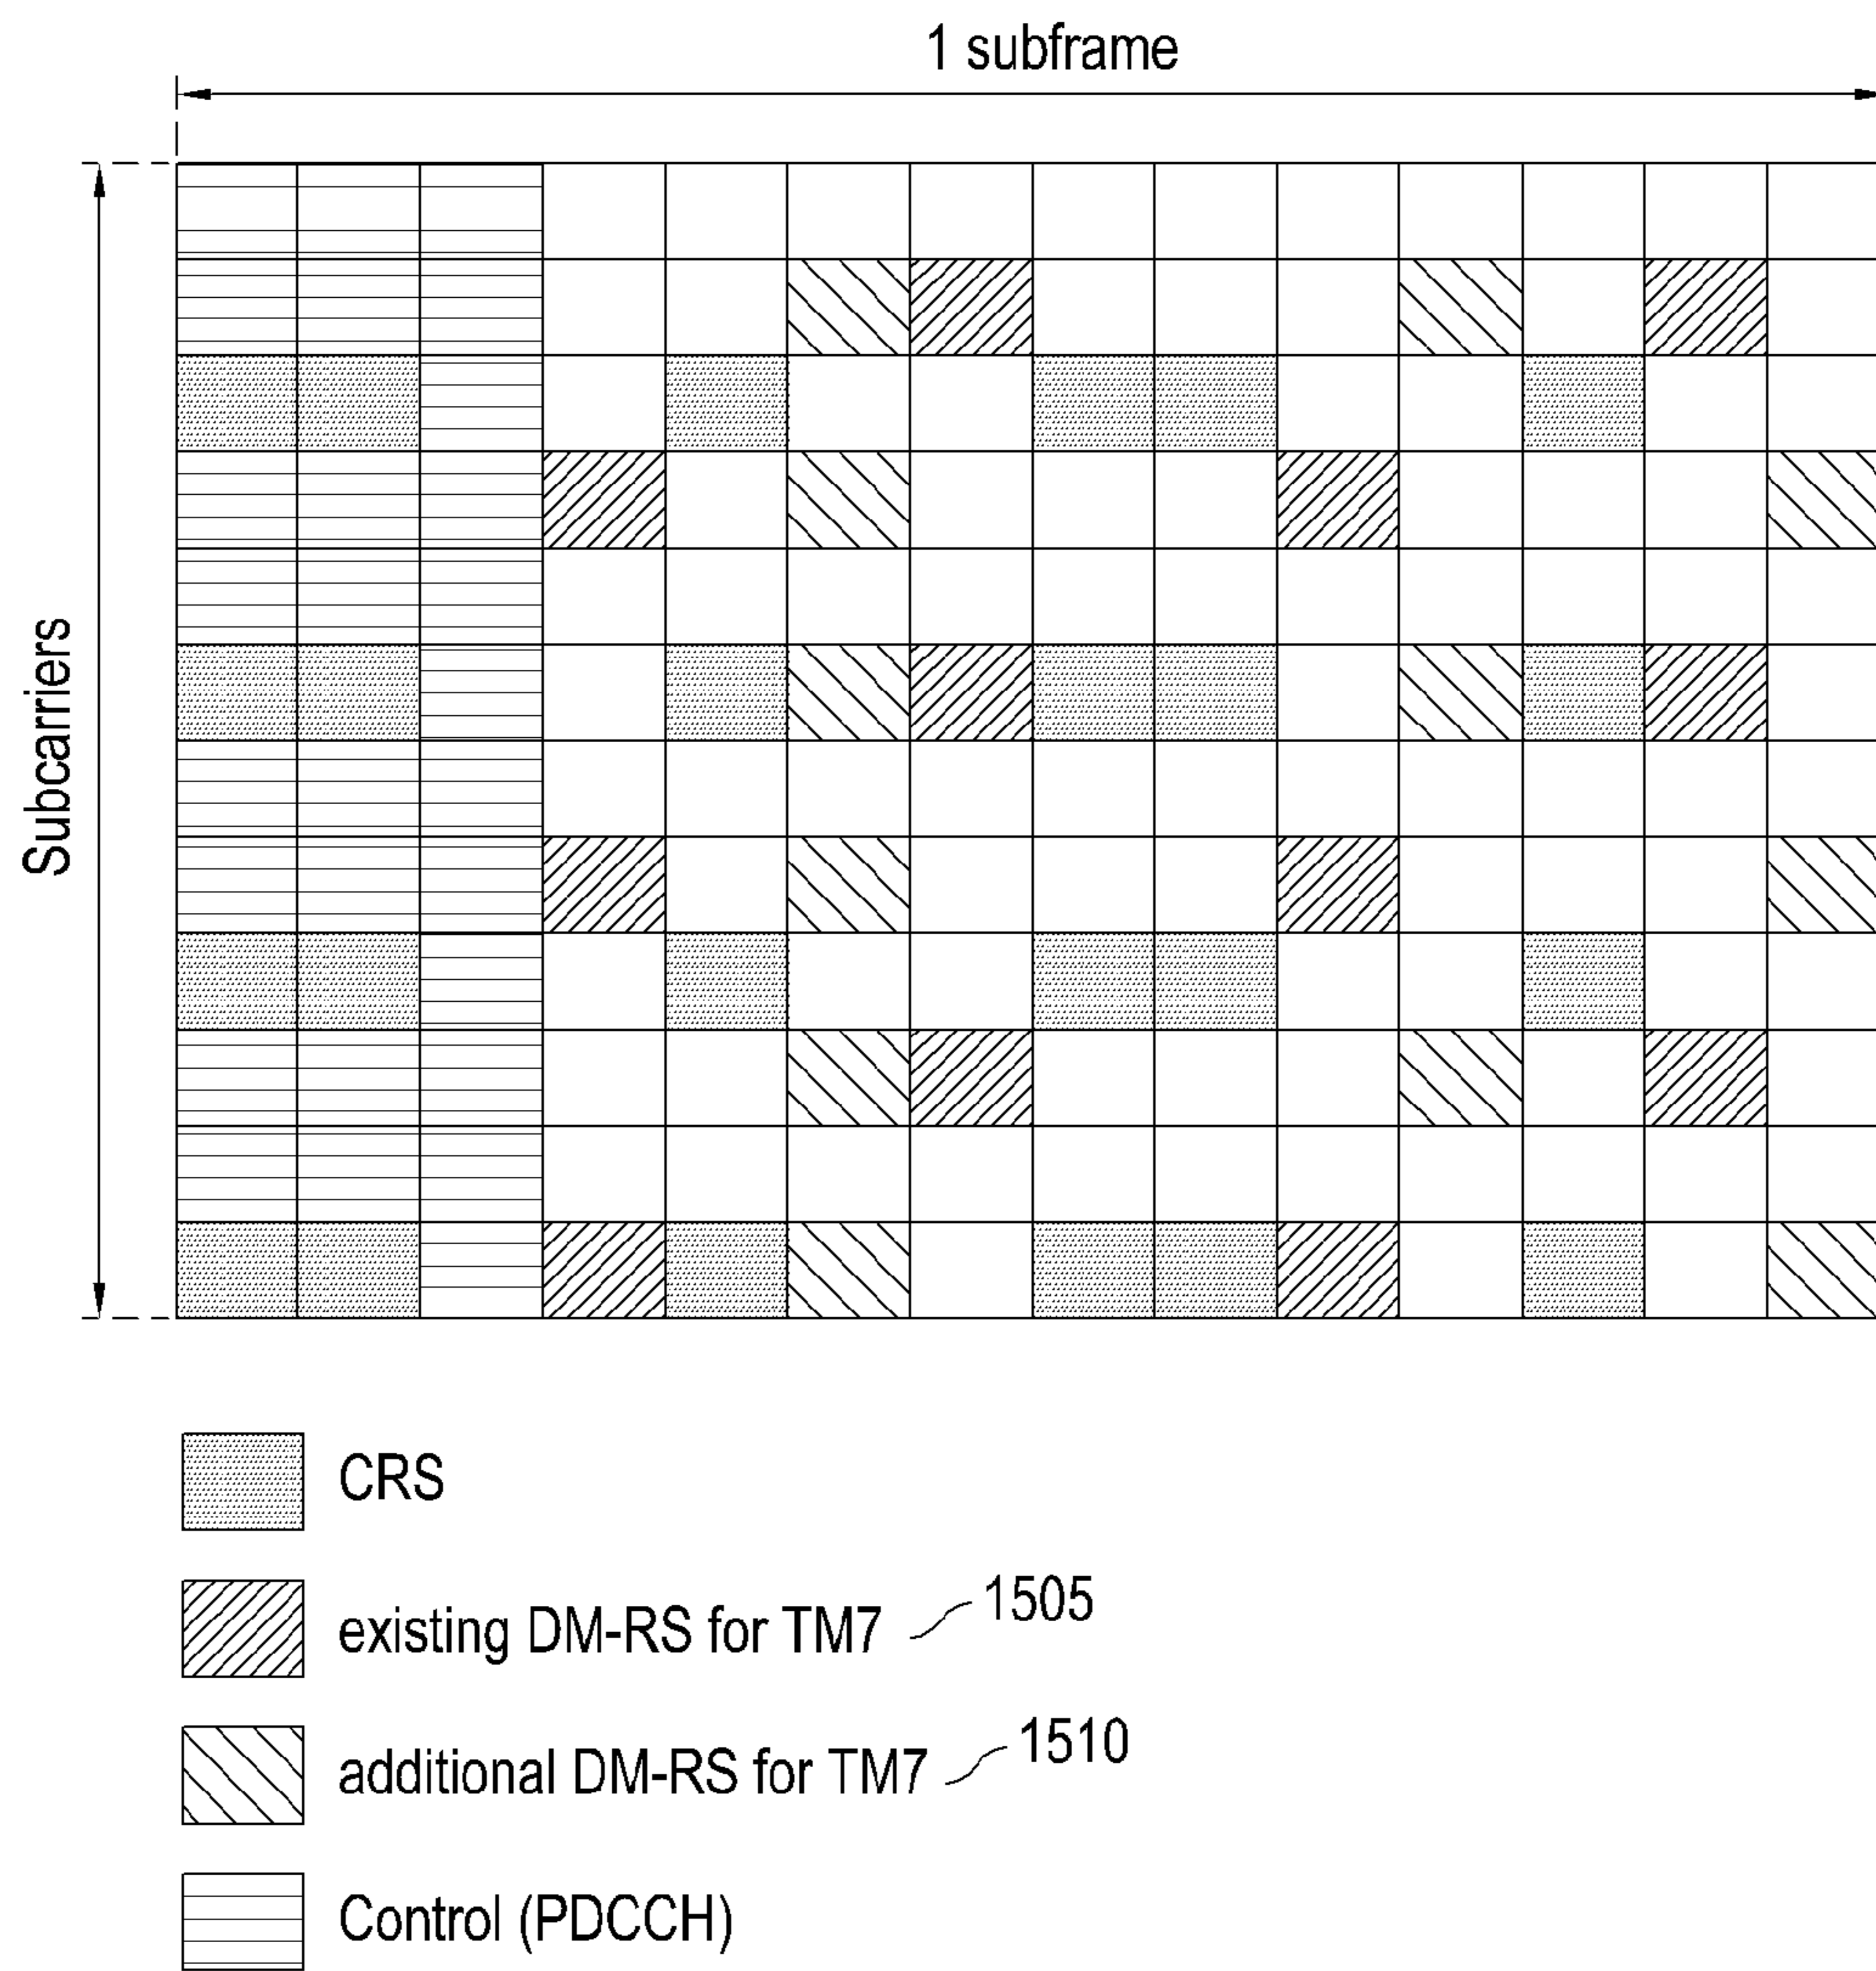 1 subframe
Subcarriers
CRS
existing DM-RS for TM7
1505
additional DM-RS for TM7
1510
Control (PDCCH)